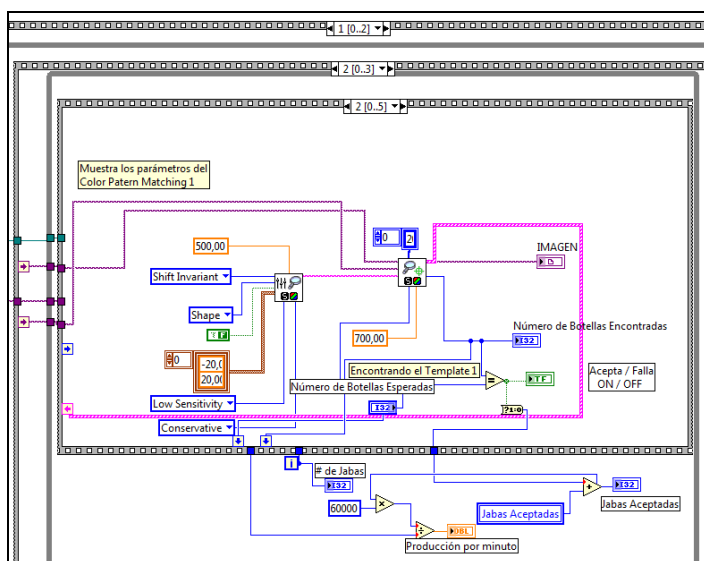 1 [0..2]
2 [0..3]
2 [0..5]
Muestra los parámetros del
Color Patern Matching 1
500,00
0
IMAGEN
Shift Invariant
Shape
F
700,00
Número de Botellas Encontradas
I32
0
-20,0
20,00
Encontrando el Template 1
Número de Botellas Esperadas
=
TF
Acepta / Falla
ON / OFF
Low Sensitivity
I32
?1:0
Conservative
i
# de Jabas
I32
60000
×
+
I32
Jabas Aceptadas
Jabas Aceptadas
÷
DBL
Producción por minuto